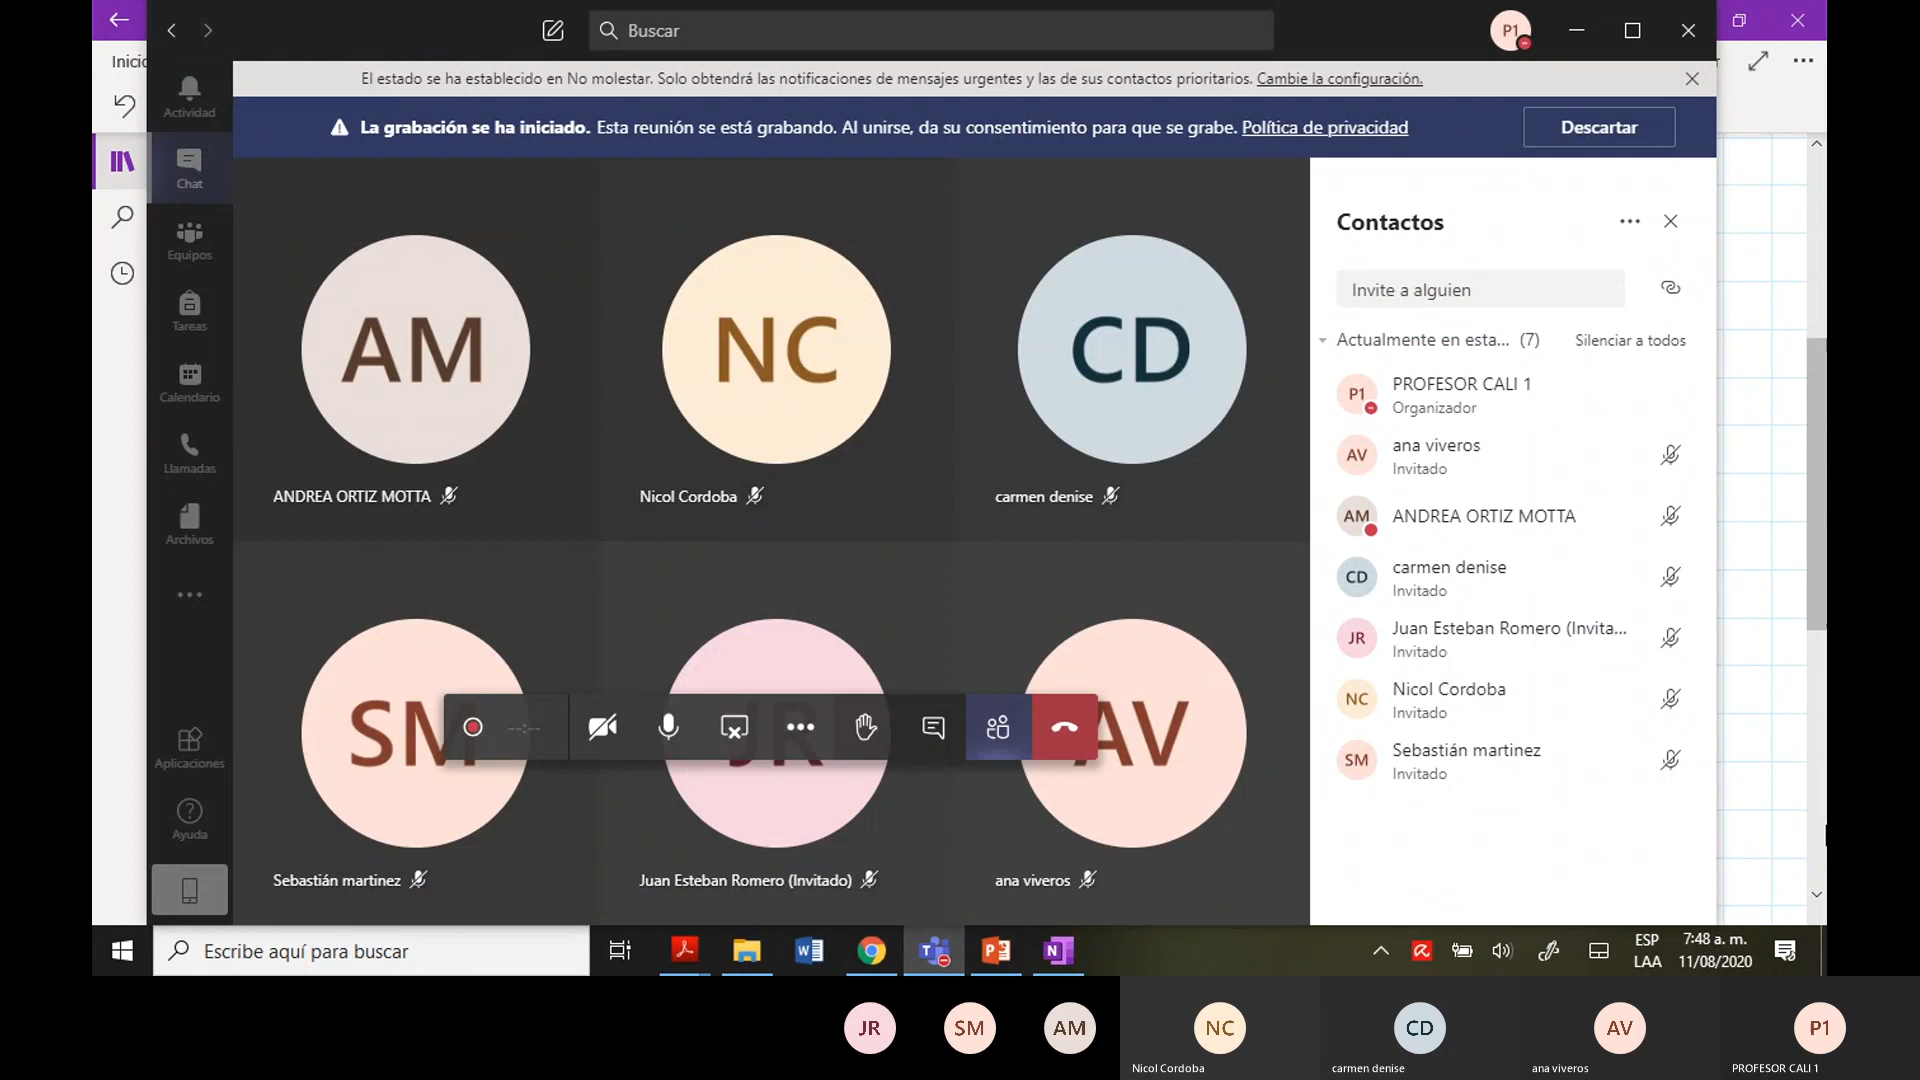 Buscar
P1
Inicio
El estado se ha establecido en No molestar. Solo obtendrá las notificaciones de mensajes urgentes y las de sus contactos prioritarios. Cambie la configuración.
La grabación se ha iniciado. Esta reunión se está grabando. Al unirse, da su consentimiento para que se grabe. Política de privacidad
Descartar
Actividad
Chat
Equipos
Tareas
Calendario
Llamadas
Archivos
Aplicaciones
Ayuda
AM
ANDREA ORTIZ MOTTA
NC
Nicol Cordoba
CD
carmen denise
SM
Sebastián martinez
JR
Juan Esteban Romero (Invitado)
AV
ana viveros
--:--
Contactos
Invite a alguien
Actualmente en esta... (7)
Silenciar a todos
P1
PROFESOR CALI 1
Organizador
AV
ana viveros
Invitado
AM
ANDREA ORTIZ MOTTA
CD
carmen denise
Invitado
JR
Juan Esteban Romero (Invita...
Invitado
NC
Nicol Cordoba
Invitado
SM
Sebastián martinez
Invitado
Escribe aquí para buscar
ESP
LAA
7:48 a. m.
11/08/2020
JR
SM
AM
NC
Nicol Cordoba
CD
carmen denise
AV
ana viveros
P1
PROFESOR CALI 1